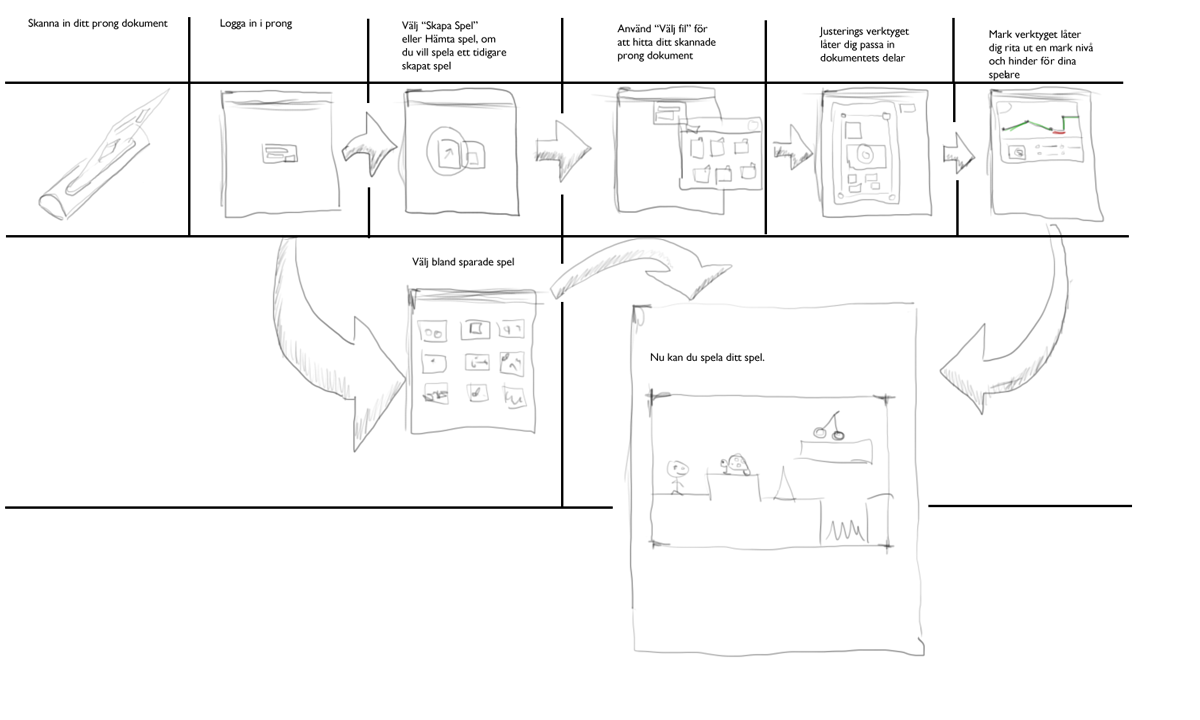 Skanna in ditt prong dokument
Logga in i prong
Välj “Skapa Spel”
eller Hämta spel, om
du vill spela ett tidigare
skapat spel
Använd “Välj fil” för
att hitta ditt skannade
prong dokument
Justerings verktyget
låter dig passa in
dokumentets delar
Mark verktyget låter
dig rita ut en mark nivå
och hinder för dina
spelare
Välj bland sparade spel
Nu kan du spela ditt spel.